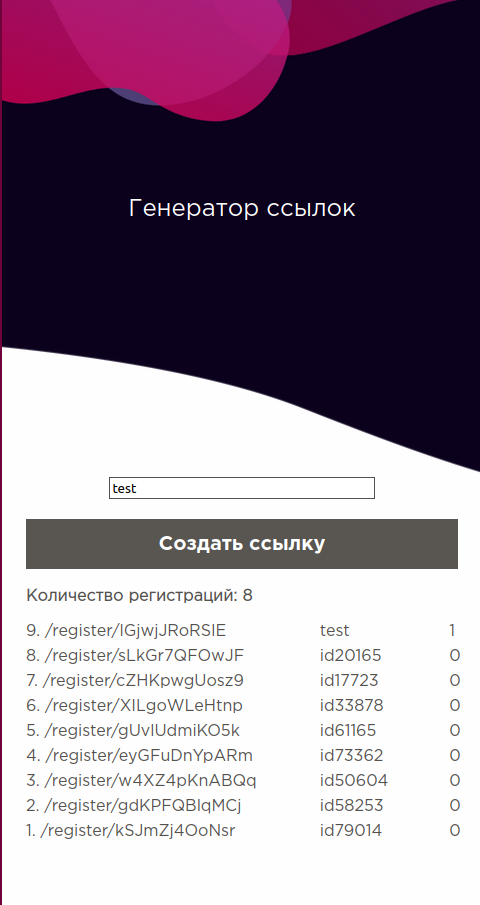 Генератор ссылок
test
Создать ссылку
Количество регистраций: 8
9. /register/lGjwjJRoRSIE test 1
8. /register/sLkGr7QFOwJF id20165 0
7. /register/cZHKpwgUosz9 id17723 0
6. /register/XILgoWLeHtnp id33878 0
5. /register/gUvIUdmiKO5k id61165 0
4. /register/eyGFuDnYpARm id73362 0
3. /register/w4XZ4pKnABQq id50604 0
2. /register/gdKPFQBlqMCj id58253 0
1. /register/kSJmZj4OoNsr id79014 0